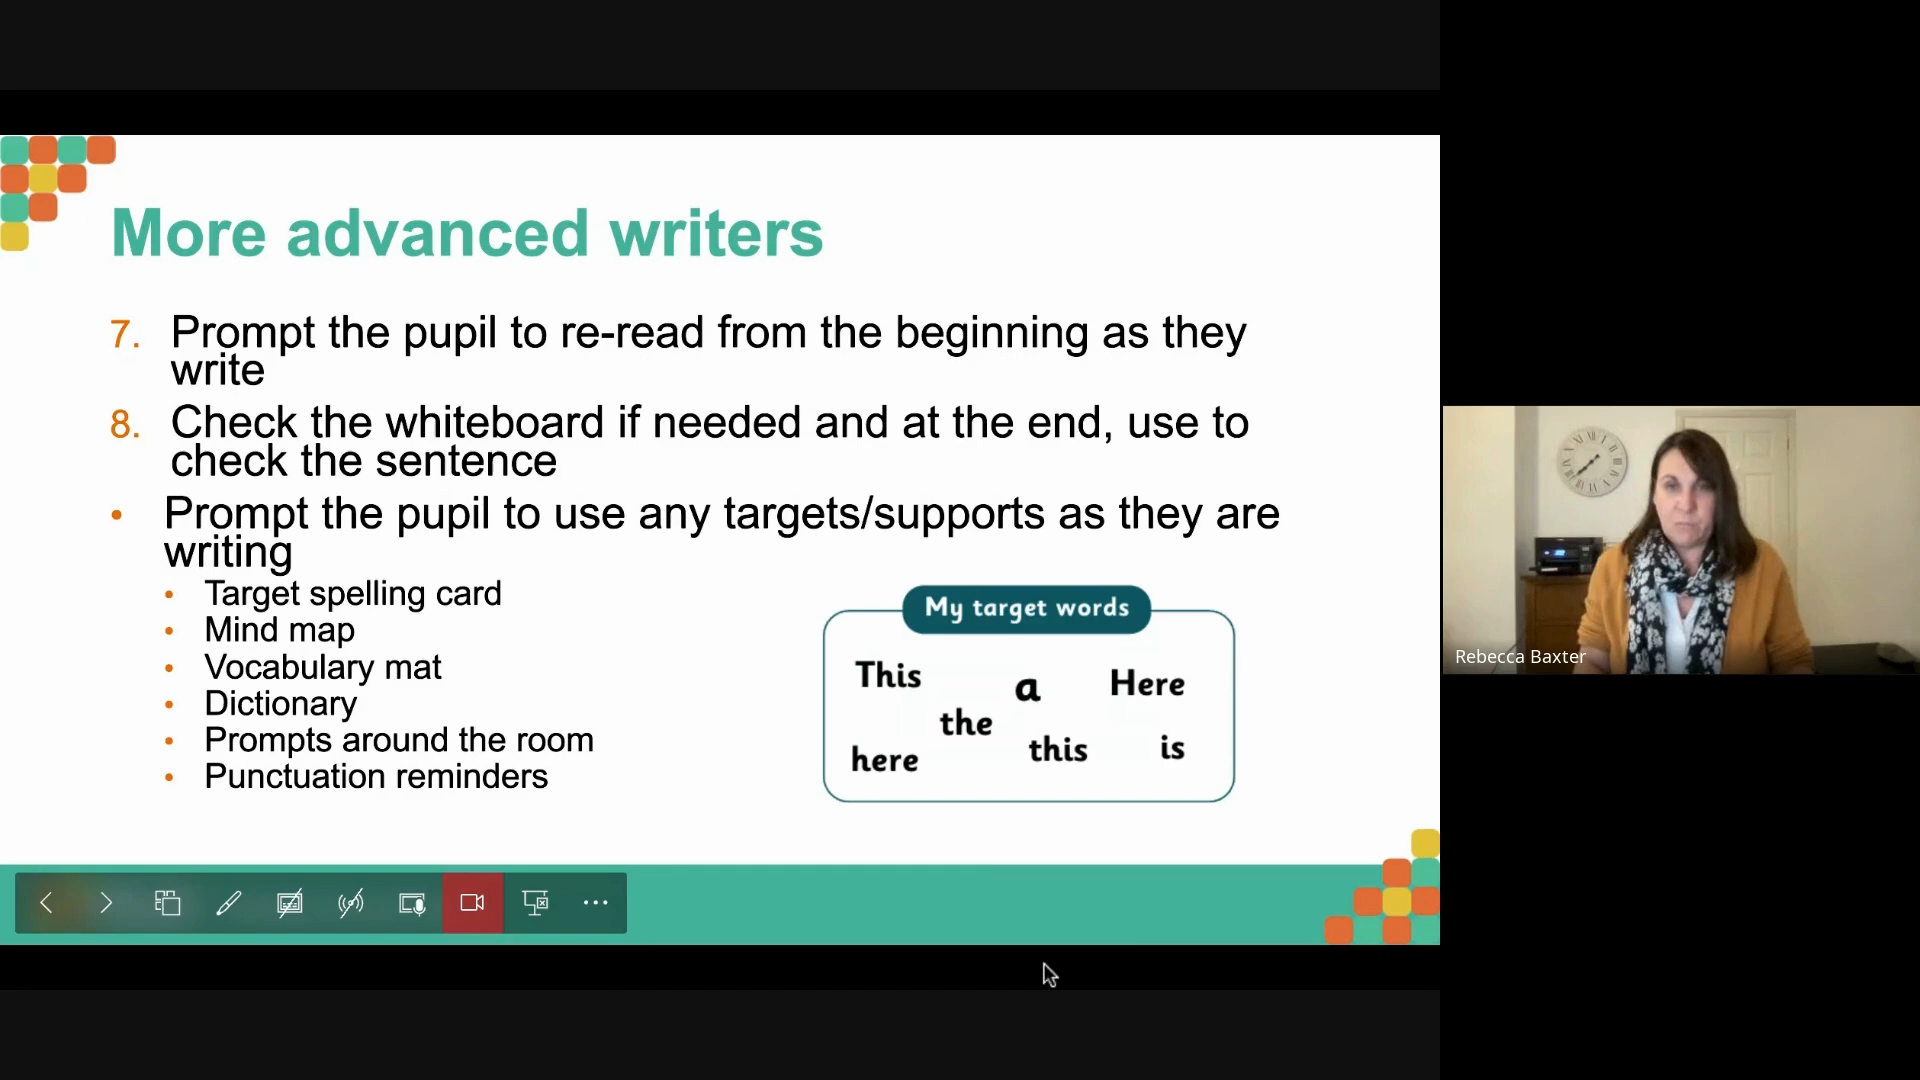 More advanced writers
7. Prompt the pupil to re-read from the beginning as they
write
8. Check the whiteboard if needed and at the end, use to
check the sentence
• Prompt the pupil to use any targets/supports as they are
writing
• Target spelling card
• Mind map
• Vocabulary mat
• Dictionary
• Prompts around the room
• Punctuation reminders
My target words
This a Here
the
here this is
Rebecca Baxter